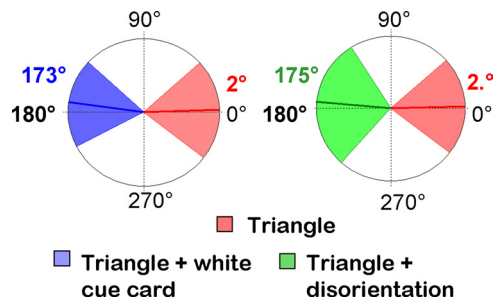 90°
90°
173°
2°
175°
2.°
180°
0°
180°
0°
270°
270°
Triangle
Triangle + white
cue card
Triangle +
disorientation